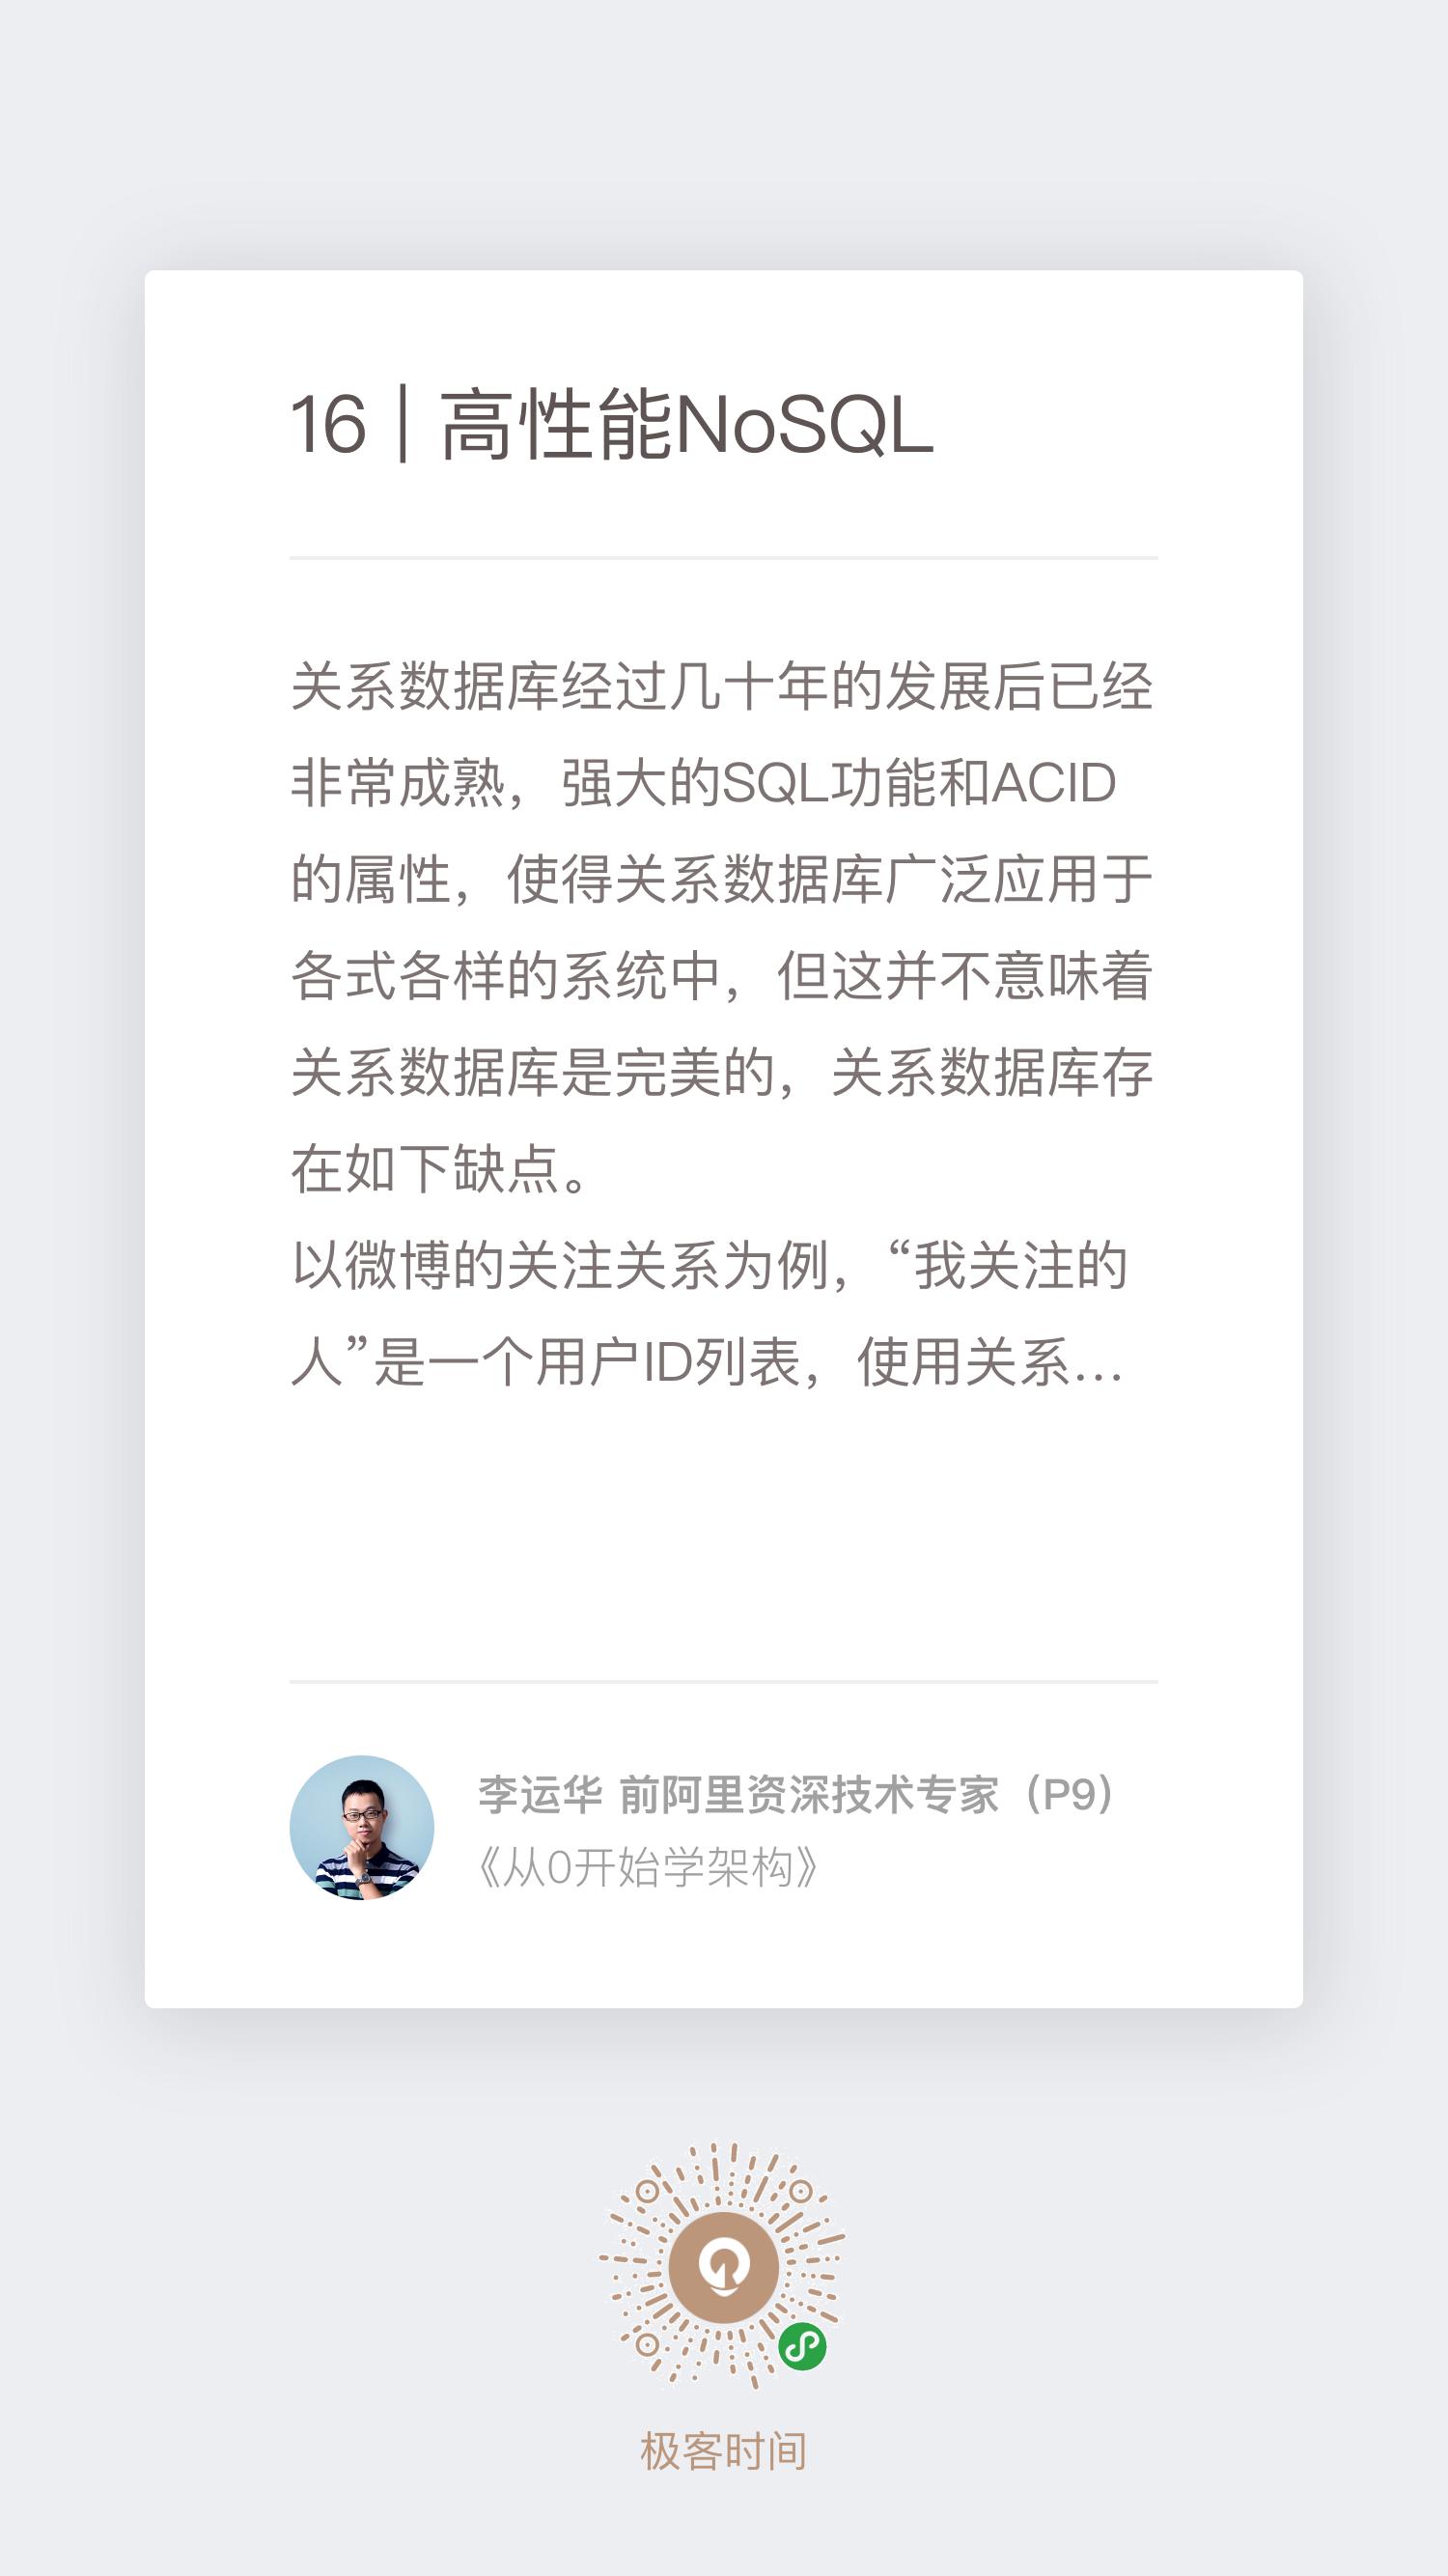 16 | 高性能NoSQL
关系数据库经过几十年的发展后已经
非常成熟，强大的SQL功能和ACID
的属性，使得关系数据库广泛应用于
各式各样的系统中，但这并不意味着
关系数据库是完美的，关系数据库存
在如下缺点。
以微博的关注关系为例，“我关注的
人”是一个用户ID列表，使用关系…
李运华 前阿里资深技术专家（P9）
《从0开始学架构》
极客时间